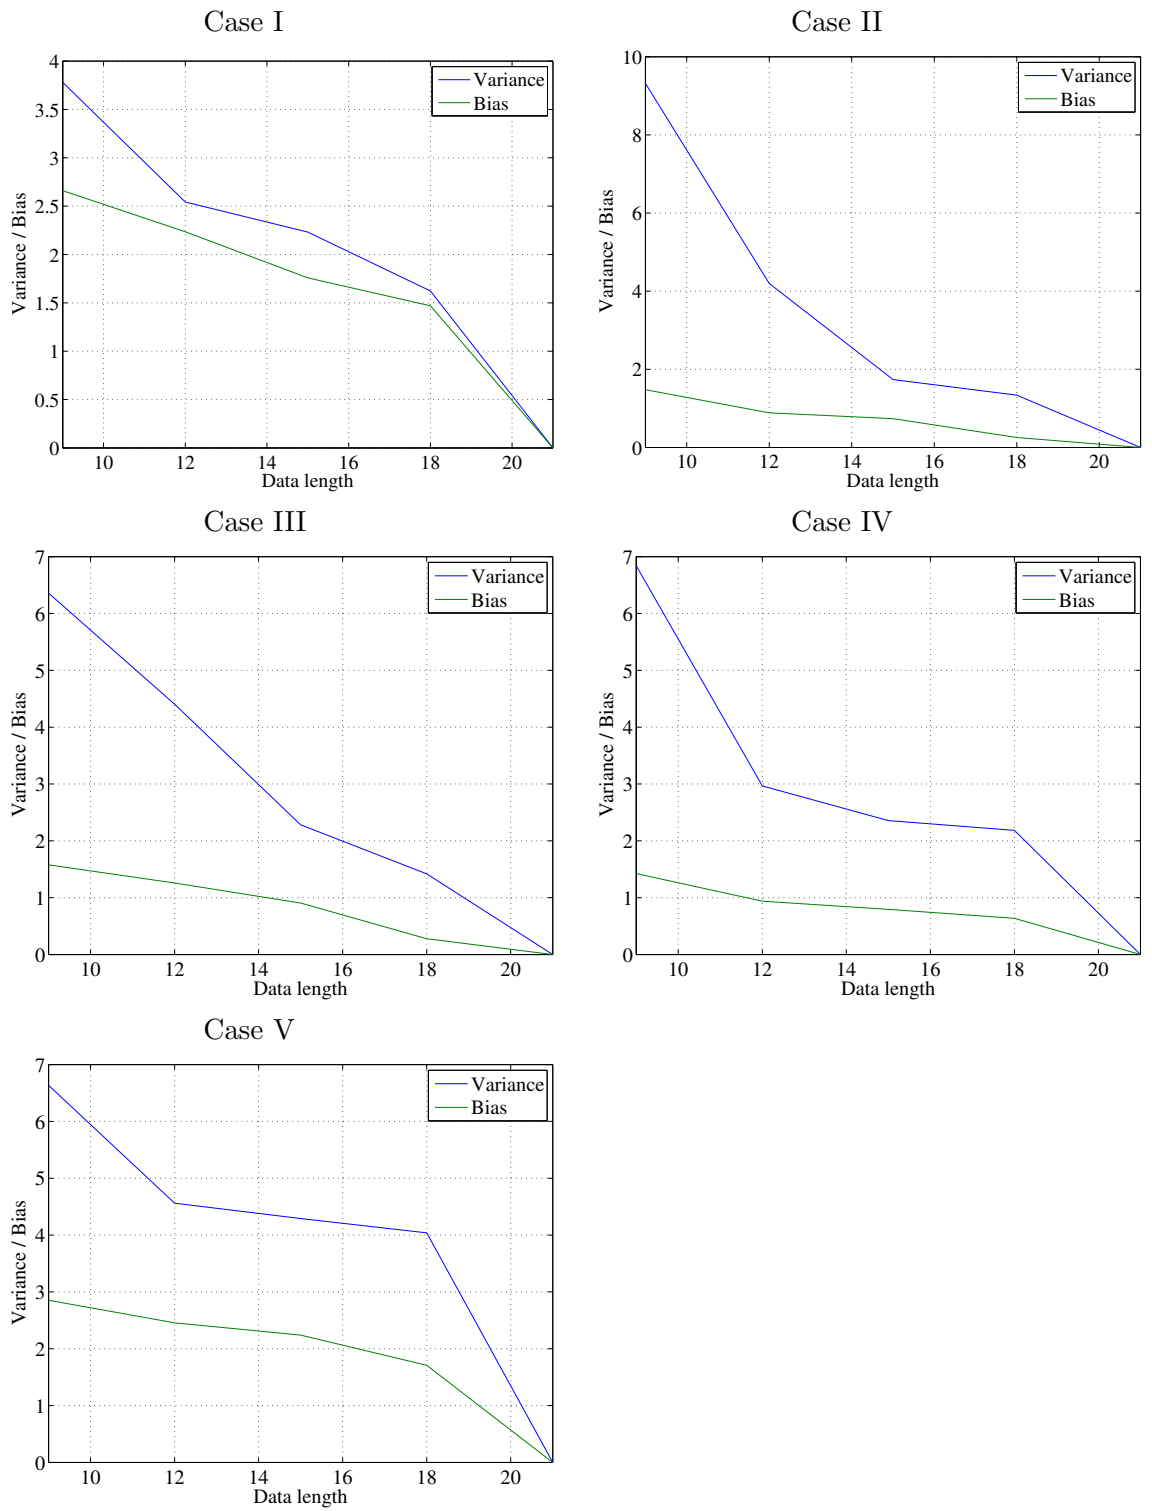 Case I
4
3.5
3
2.5
2
1.5
1
0.5
0
Variance / Bias
Variance
Bias
10 12 14 16 18 20
Data length
Case II
10
8
6
4
2
0
Variance / Bias
Variance
Bias
10 12 14 16 18 20
Data length
Case III
7
6
5
4
3
2
1
0
Variance / Bias
Variance
Bias
10 12 14 16 18 20
Data length
Case IV
7
6
5
4
3
2
1
0
Variance / Bias
Variance
Bias
10 12 14 16 18 20
Data length
Case V
7
6
5
4
3
2
1
0
Variance / Bias
Variance
Bias
10 12 14 16 18 20
Data length